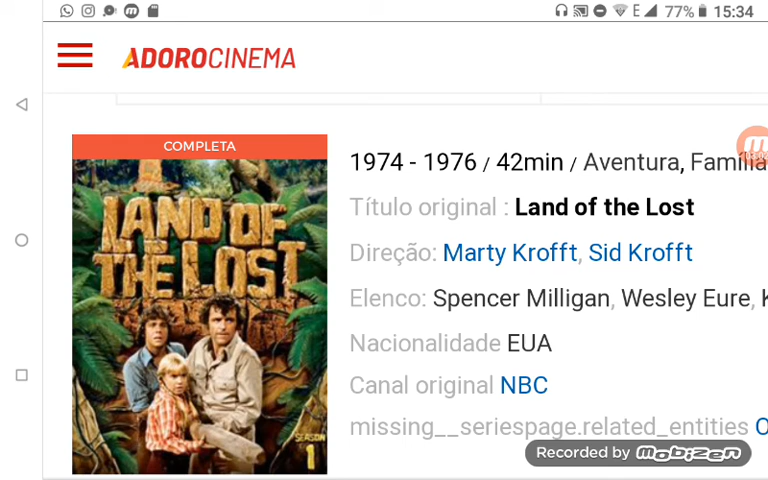 77% 15:34
ADOROCINEMA
COMPLETA
1974 - 1976 / 42min / Aventura, Família
LAND OF
THE LOST
SEASON
1
Título original : Land of the Lost
Direção: Marty Krofft, Sid Krofft
Elenco: Spencer Milligan, Wesley Eure, K
Nacionalidade EUA
Canal original NBC
missing__seriespage.related_entities O
Recorded by mobizen